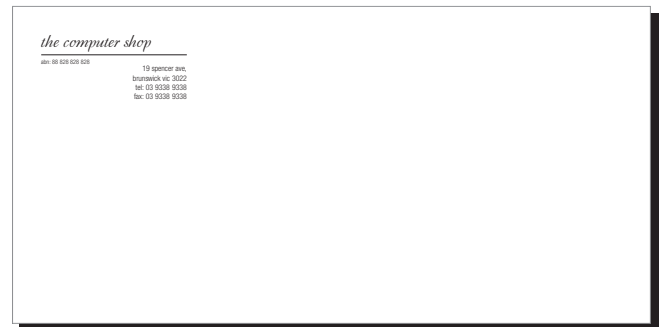 the computer shop
abn: 88 828 828 828
19 spencer ave,
brunswick vic 3022
tel: 03 9338 9338
fax: 03 9338 9338